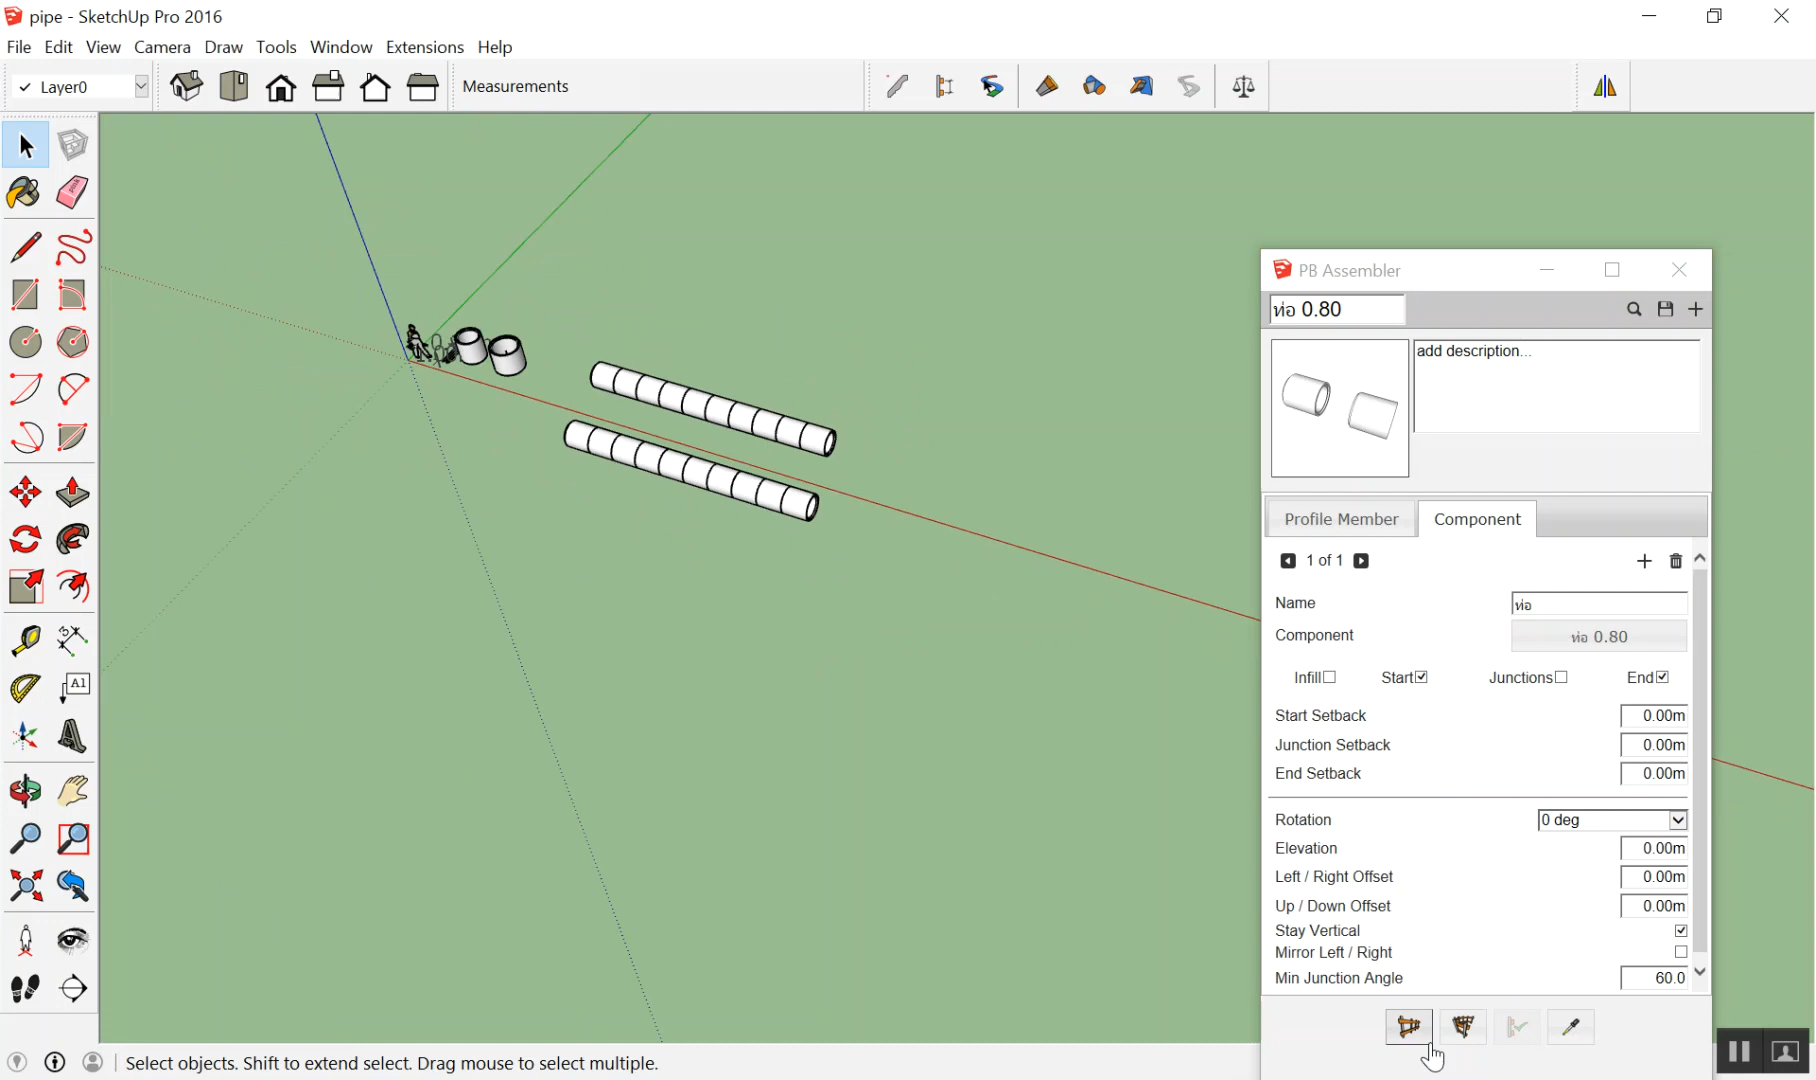 pipe - SketchUp Pro 2016
File Edit View Camera Draw Tools Window Extensions Help
Layer0
Measurements
A1
PB Assembler
ท่อ 0.80
add description...
Profile Member Component
1 of 1
Name ท่อ
Component ท่อ 0.80
Infill Start Junctions End
Start Setback 0.00m
Junction Setback 0.00m
End Setback 0.00m
Rotation 0 deg
Elevation 0.00m
Left / Right Offset 0.00m
Up / Down Offset 0.00m
Stay Vertical
Mirror Left / Right
Min Junction Angle 60.0
Select objects. Shift to extend select. Drag mouse to select multiple.